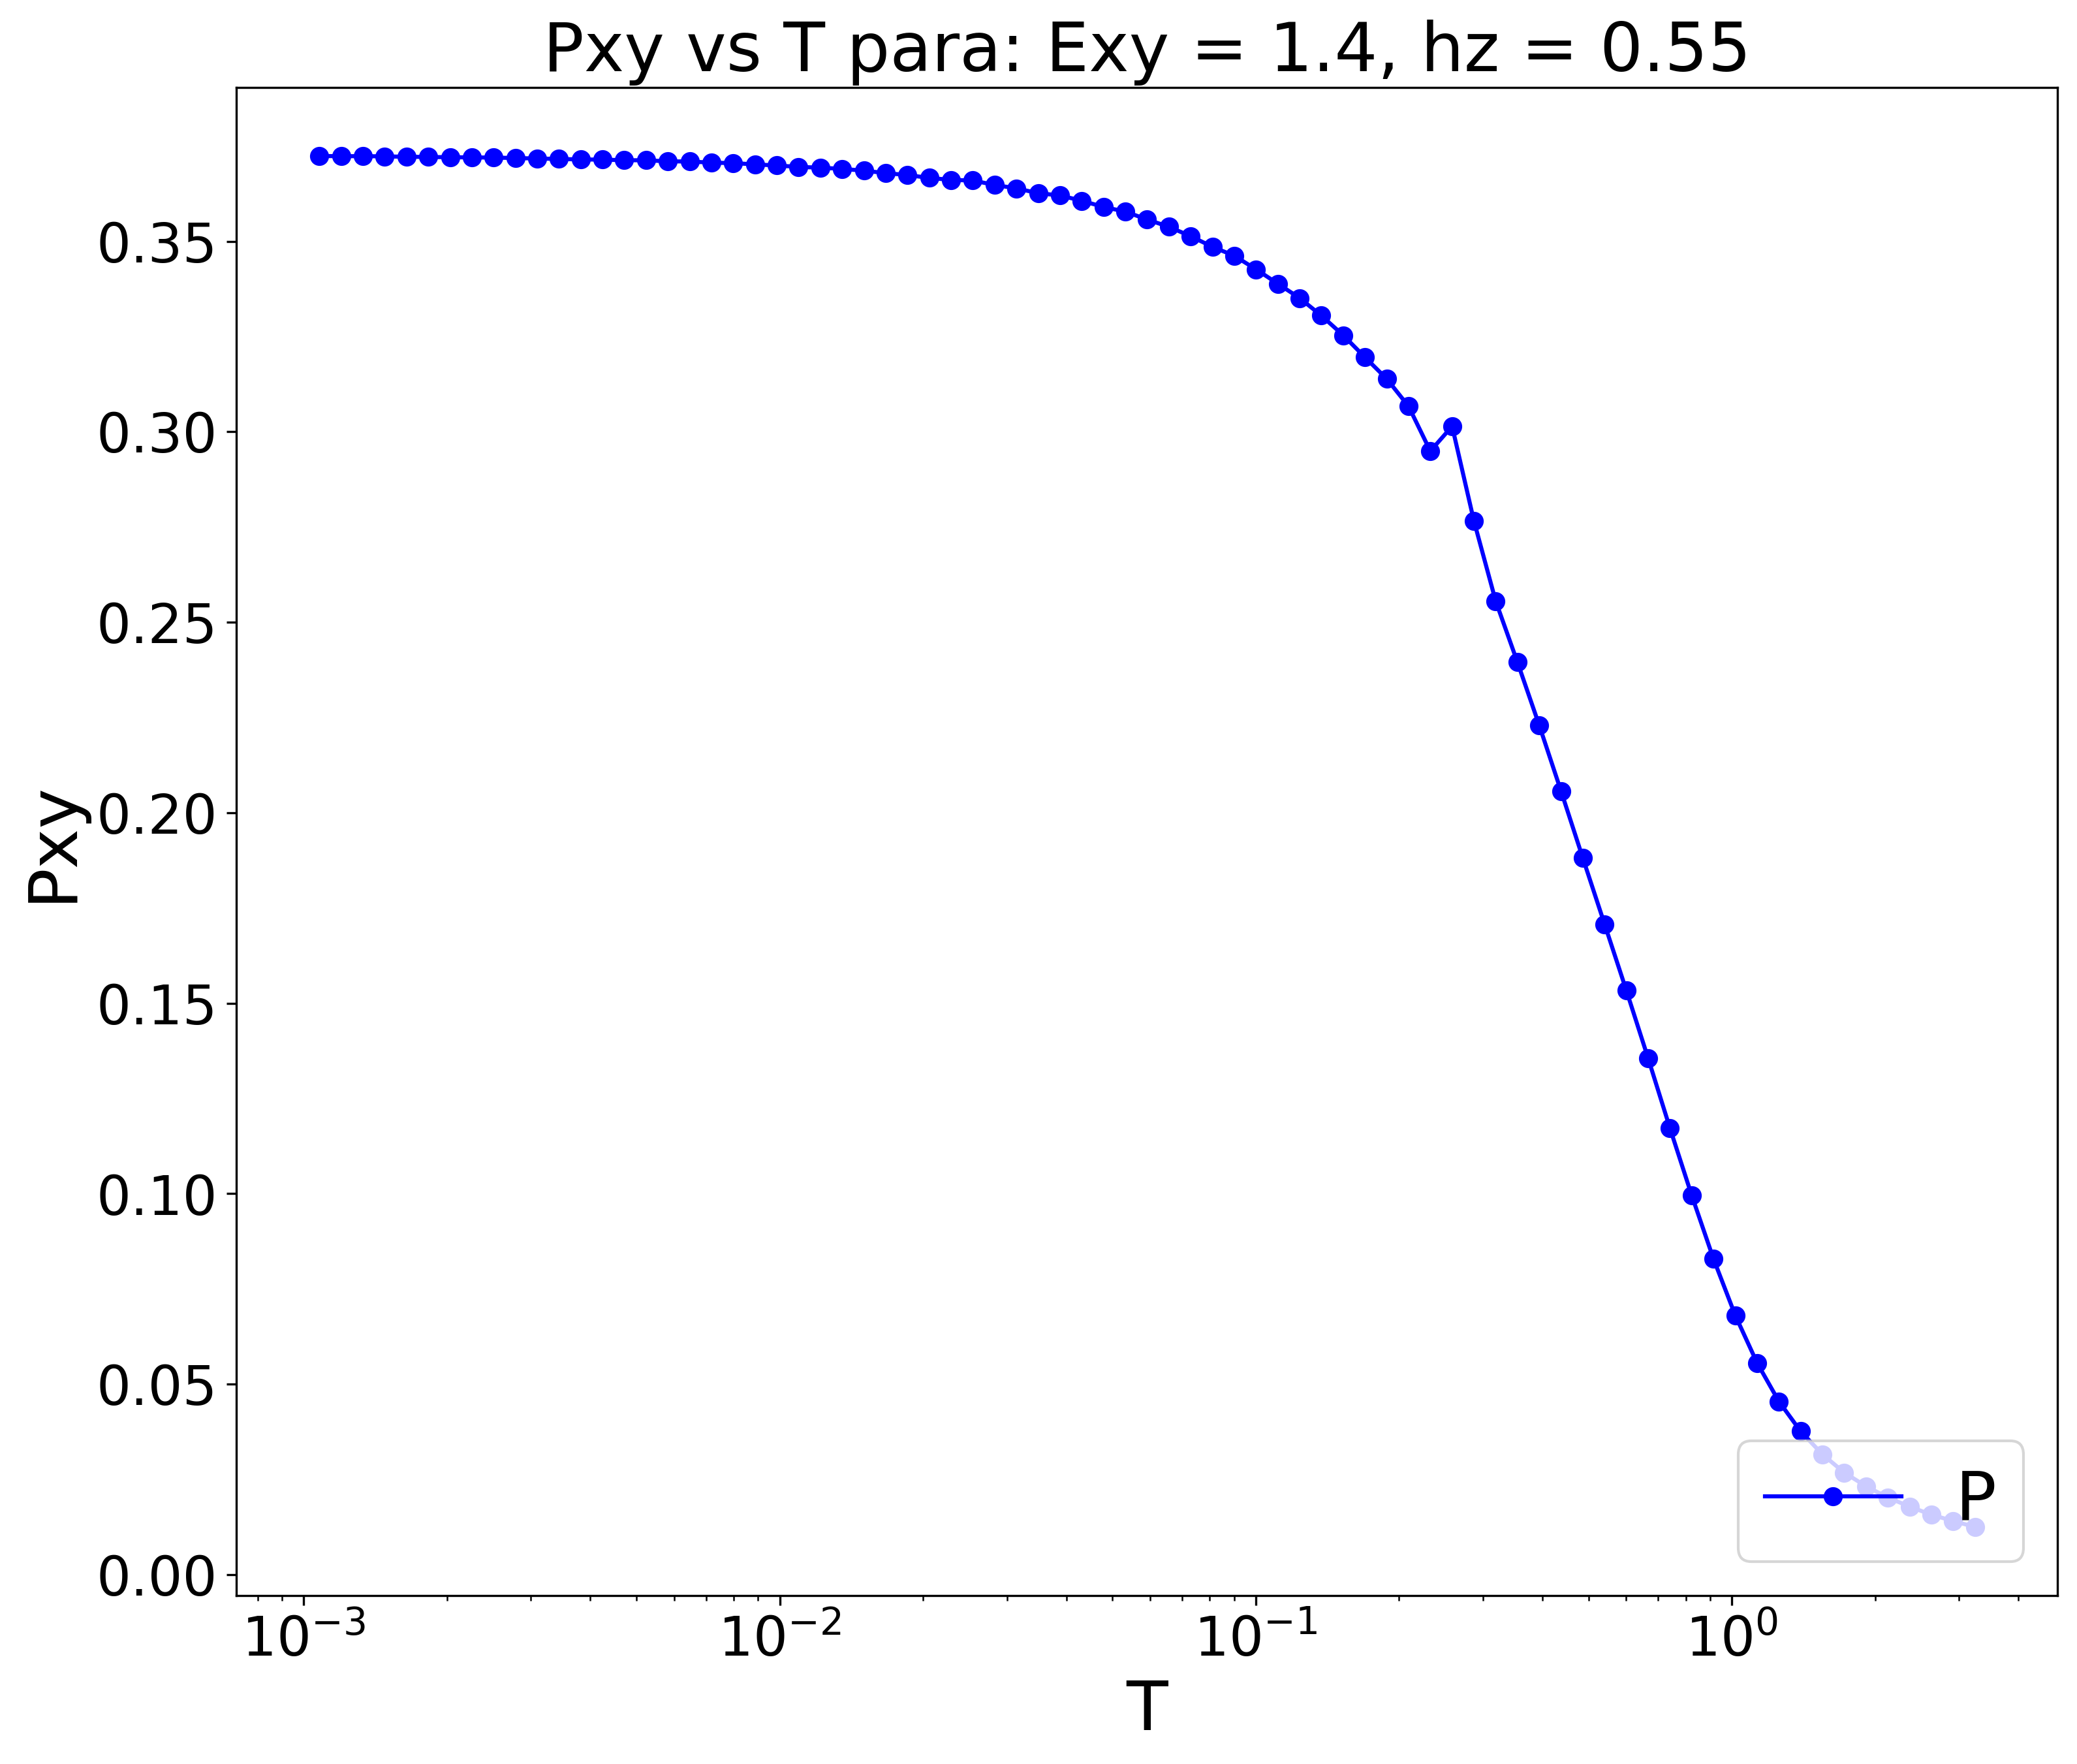 Pxy vs T para: Exy = 1.4, hz = 0.55
Pxy
0.35
0.30
0.25
0.20
0.15
0.10
0.05
0.00
P
10⁻³ 10⁻² 10⁻¹ 10⁰
T